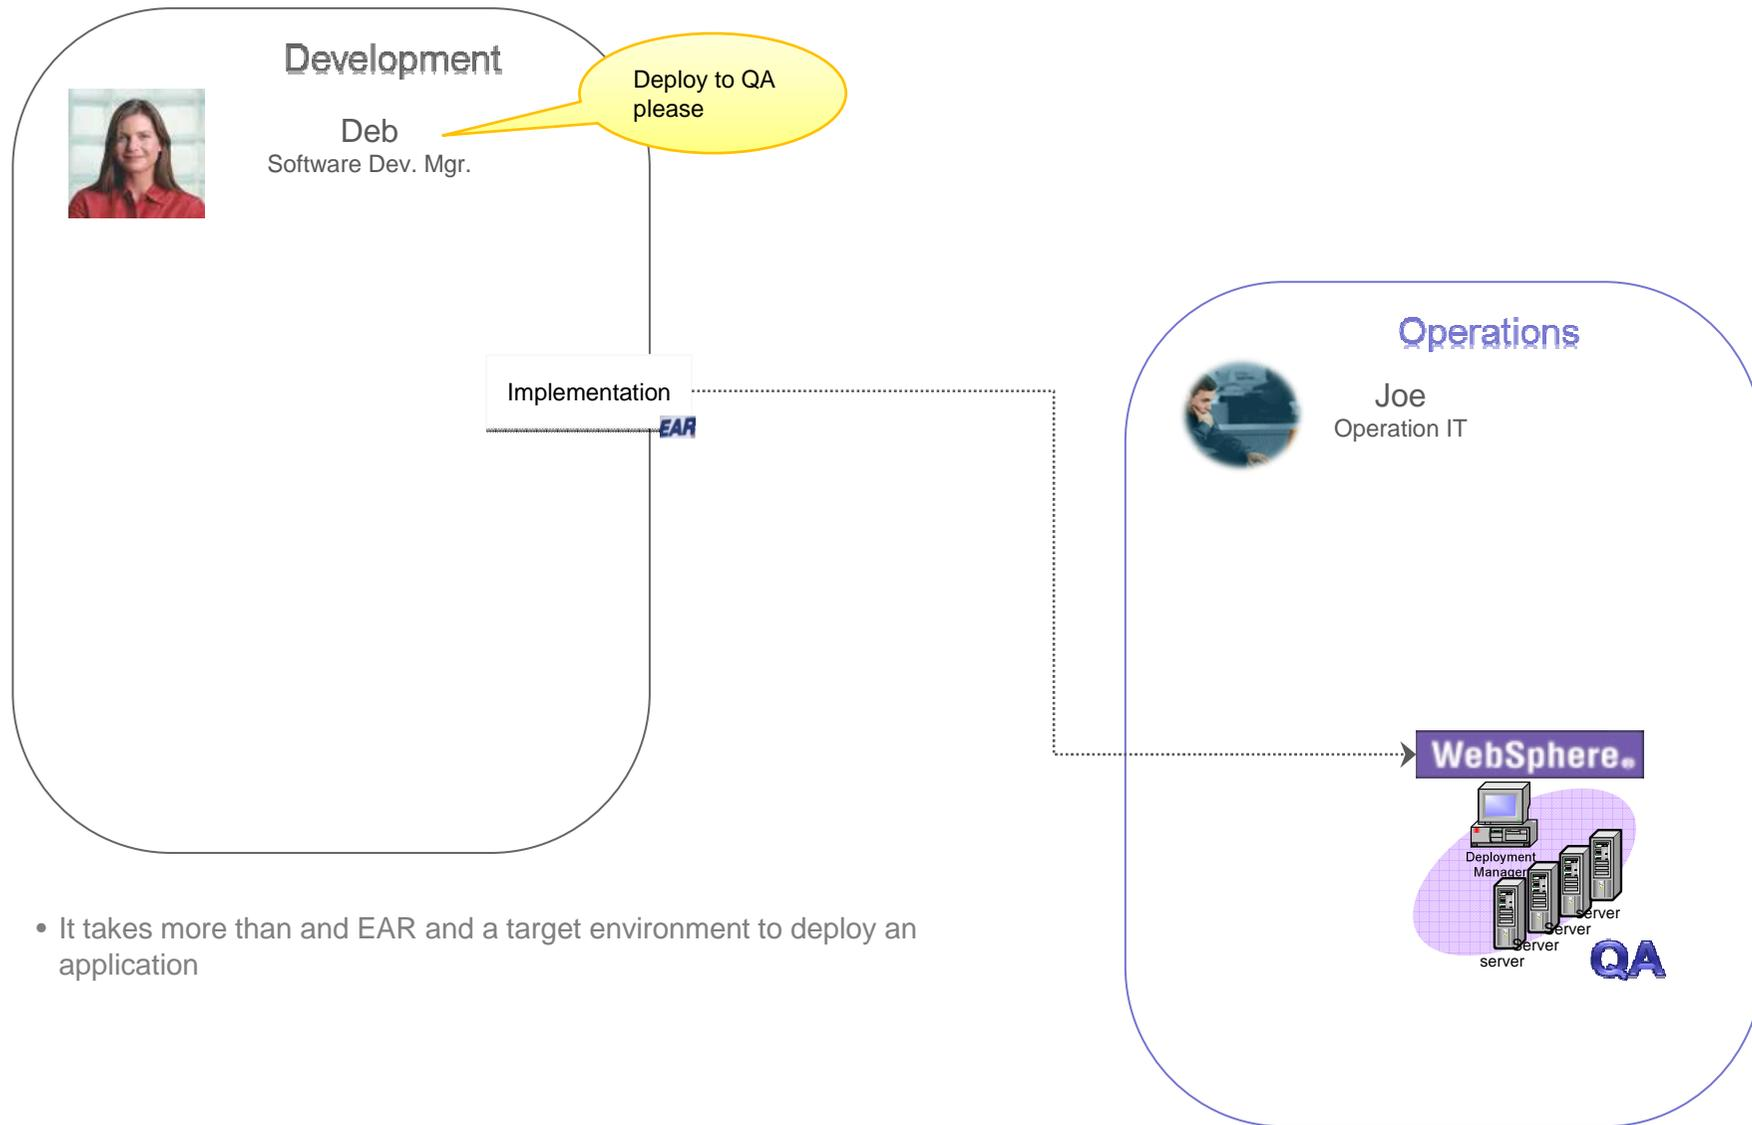 Development
Deploy to QA
please
Deb
Software Dev. Mgr.
Operations
Implementation
EAR
Joe
Operation IT
WebSphere®
Deployment
Manager
server
Server
Server
server
QA
• It takes more than and EAR and a target environment to deploy an
application